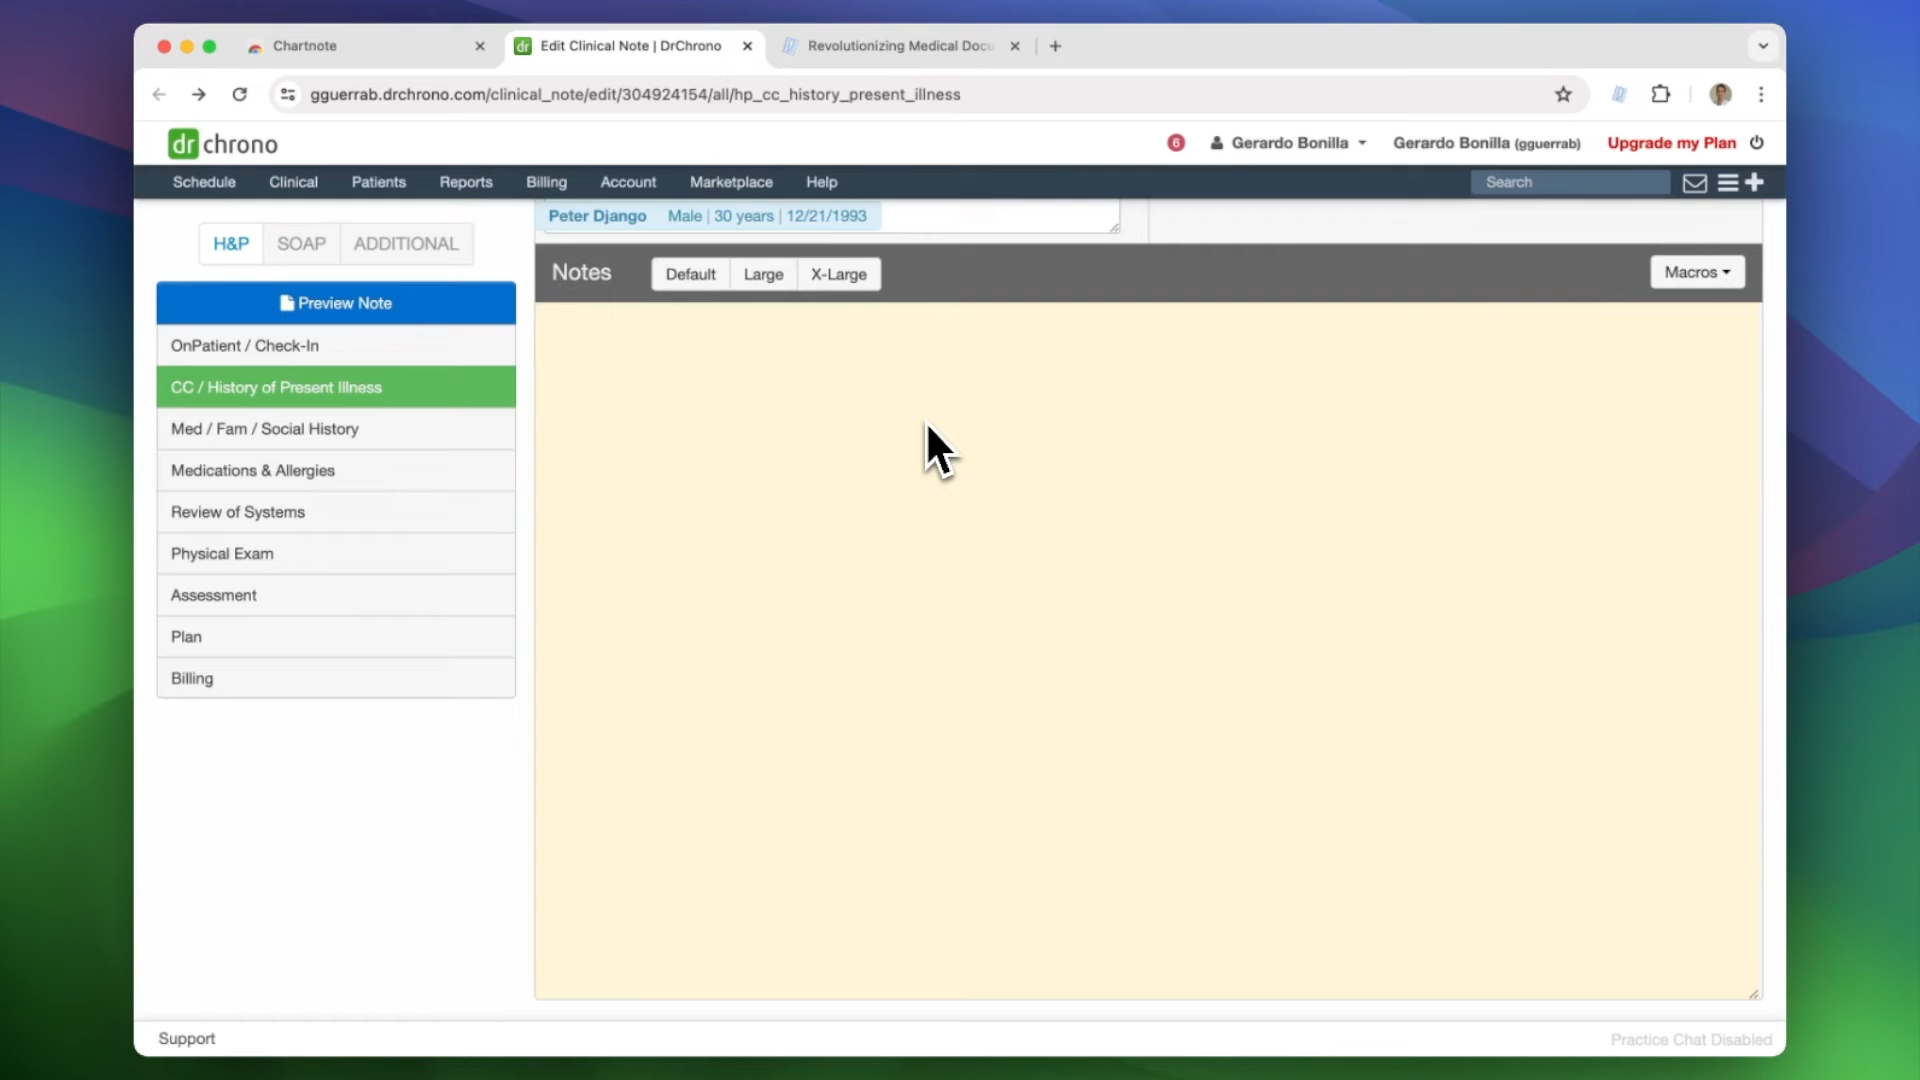 Chartnote
Edit Clinical Note | DrChrono
Revolutionizing Medical Docu
gguerrab.drchrono.com/clinical_note/edit/304924154/all/hp_cc_history_present_illness
dr chrono
6
Gerardo Bonilla
Gerardo Bonilla (gguerrab)
Upgrade my Plan
Schedule
Clinical
Patients
Reports
Billing
Account
Marketplace
Help
Search
H&P
SOAP
ADDITIONAL
Preview Note
OnPatient / Check-In
CC / History of Present Illness
Med / Fam / Social History
Medications & Allergies
Review of Systems
Physical Exam
Assessment
Plan
Billing
Peter Django Male | 30 years | 12/21/1993
Notes
Default
Large
X-Large
Macros
Support
Practice Chat Disabled